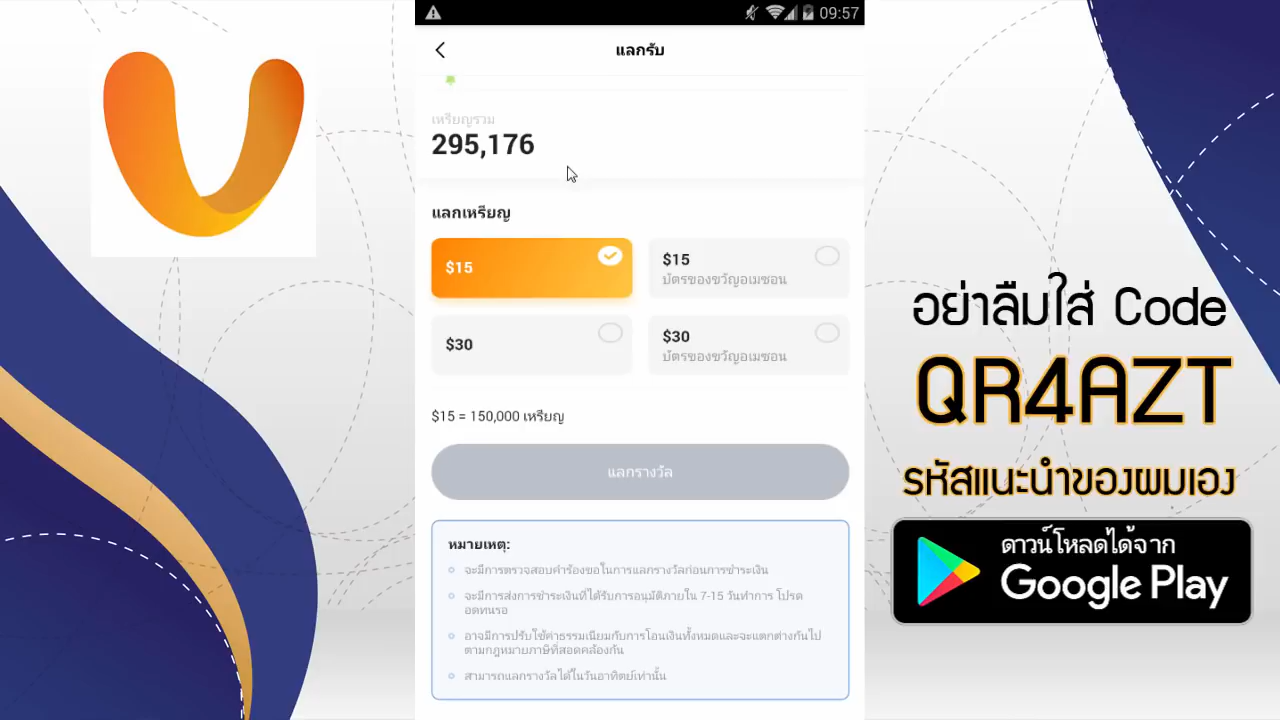 09:57
แลกรับ
เหรียญรวม
295,176
แลกเหรียญ
$15
$15
บัตรของขวัญอเมซอน
$30
$30
บัตรของขวัญอเมซอน
$15 = 150,000 เหรียญ
แลกรางวัล
หมายเหตุ:
จะมีการตรวจสอบคำร้องขอในการแลกรางวัลก่อนการชำระเงิน
จะมีการส่งการชำระเงินที่ได้รับการอนุมัติภายใน 7-15 วันทำการ โปรด
อดทนรอ
อาจมีการปรับใช้ค่าธรรมเนียมกับการโอนเงินทั้งหมดและจะแตกต่างกันไป
ตามกฎหมายภาษีที่สอดคล้องกัน
สามารถแลกรางวัลได้ในวันอาทิตย์เท่านั้น
อย่าลืมใส่ Code
QR4AZT
รหัสแนะนำของผมเอง
ดาวน์โหลดได้จาก
Google Play